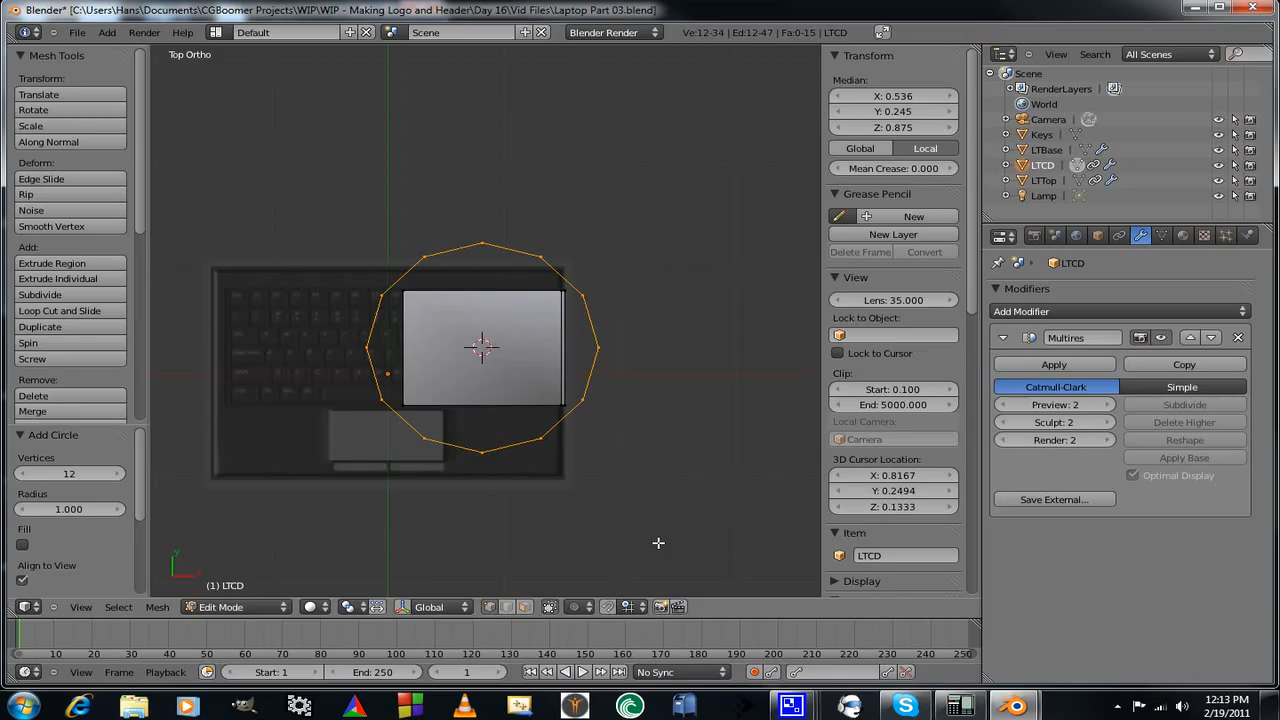 Blender* [C:\Users\Hans\Documents\CGBoomer Projects\WIP\WIP - Making Logo and Header\Day 16\Vid Files\Laptop Part 03.blend]
File Add Render Help Default Scene Blender Render Ve:12-34 | Ed:12-47 | Fa:0-15 | LTCD
Mesh Tools
Transform:
Translate
Rotate
Scale
Along Normal
Deform:
Edge Slide
Rip
Noise
Smooth Vertex
Add:
Extrude Region
Extrude Individual
Subdivide
Loop Cut and Slide
Duplicate
Spin
Screw
Remove:
Delete
Merge
Add Circle
Vertices
12
Radius
1.000
Fill
Align to View
Top Ortho
y
x
(1) LTCD
Transform
Median:
X: 0.536
Y: 0.245
Z: 0.875
Global Local
Mean Crease: 0.000
Grease Pencil
New
New Layer
Delete Frame Convert
View
Lens: 35.000
Lock to Object:
Lock to Cursor
Clip:
Start: 0.100
End: 5000.000
Local Camera:
Camera
3D Cursor Location:
X: 0.8167
Y: 0.2494
Z: 0.1333
Item
LTCD
Display
View Search All Scenes
Scene
RenderLayers
World
Camera
Keys
LTBase
LTCD
LTTop
Lamp
LTCD
Modifiers
Add Modifier
Multires
Apply Copy
Catmull-Clark Simple
Preview: 2 Subdivide
Sculpt: 2 Delete Higher
Render: 2 Reshape
Apply Base
Optimal Display
Save External...
View Select Mesh Edit Mode Global
10 20 30 40 50 60 70 80 90 100 110 120 130 140 150 160 170 180 190 200 210 220 230 240 250
View Frame Playback Start: 1 End: 250 1 No Sync
12:13 PM
2/19/2011